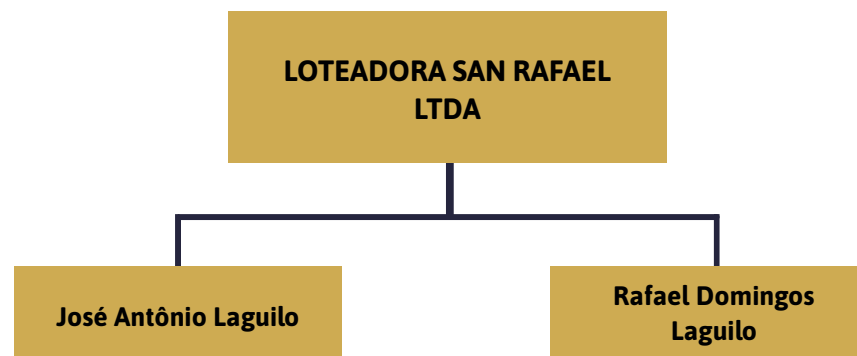 LOTEADORA SAN RAFAEL
LTDA
José Antônio Laguilo
Rafael Domingos
Laguilo